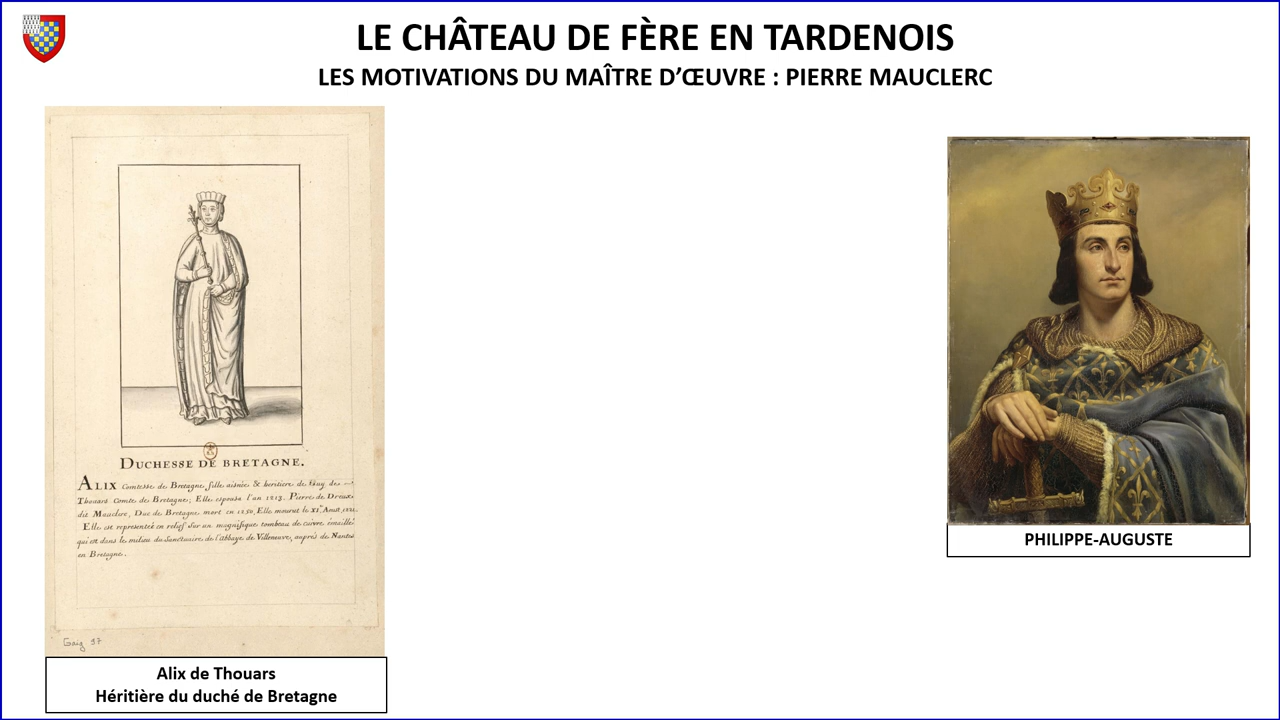 LE CHÂTEAU DE FÈRE EN TARDENOIS
LES MOTIVATIONS DU MAÎTRE D’ŒUVRE : PIERRE MAUCLERC
DUCHESSE DE BRETAGNE.
ALIX Comtesse de Bretagne, fille aisnée & heritiere de Guy de
Thouars Comte de Bretagne; Elle espousa l'an 1213. Pierre de Dreux
dit Mauclerc, Duc de Bretagne mort en 1250, Elle mourut le XIe Aoust
Elle est representée en relief sur un magnifique tombeau de cuivre émaillé
qui est dans le milieu du Sanctuaire de l'abbaye de Villeneuve, auprès de Nantes
en Bretagne.
Gaig 97
Alix de Thouars
Héritière du duché de Bretagne
PHILIPPE-AUGUSTE